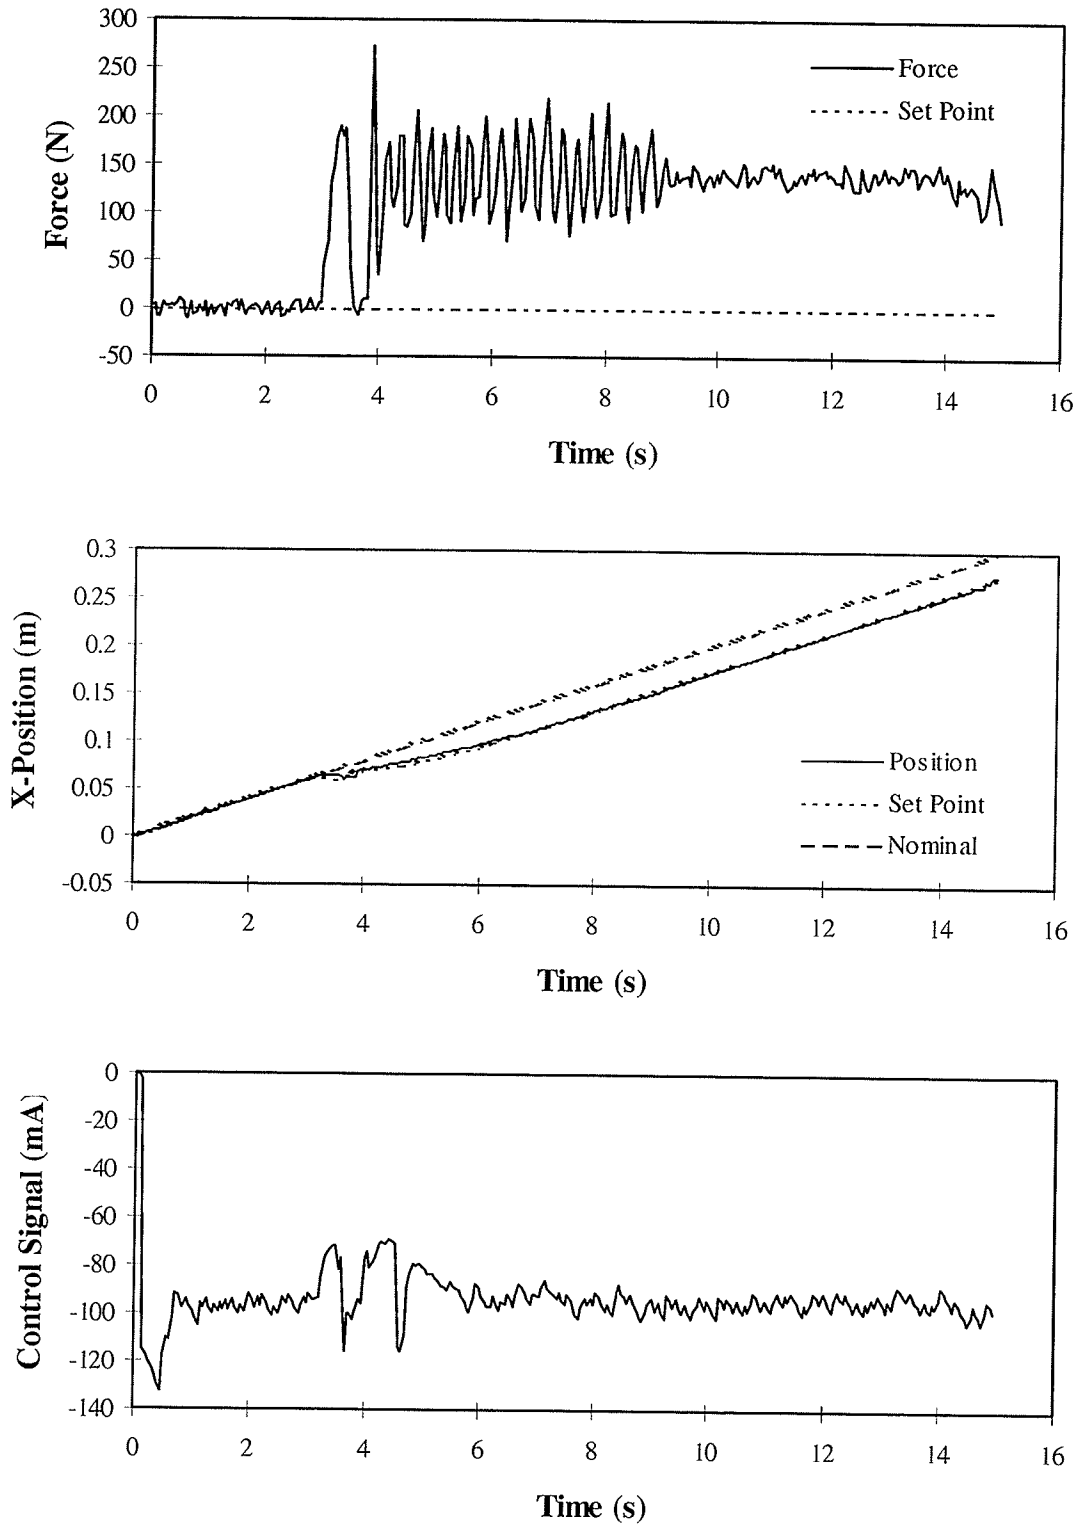 300
250
200
150
100
50
0
-50
Force (N)
Force
Set Point
0 2 4 6 8 10 12 14 16
Time (s)
0.3
0.25
0.2
0.15
0.1
0.05
0
-0.05
X-Position (m)
Position
Set Point
Nominal
0 2 4 6 8 10 12 14 16
Time (s)
0
-20
-40
-60
-80
-100
-120
-140
Control Signal (mA)
0 2 4 6 8 10 12 14 16
Time (s)